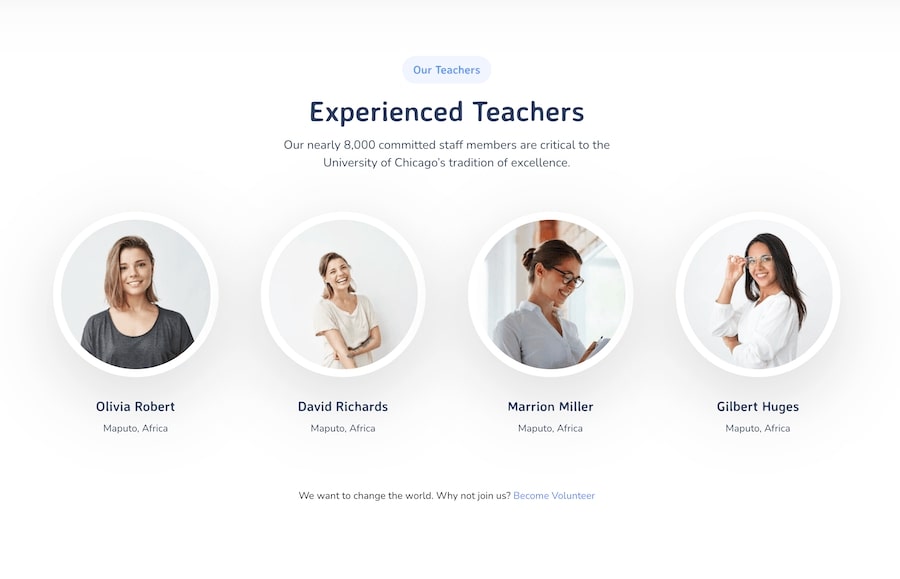 Our Teachers
Experienced Teachers
Our nearly 8,000 committed staff members are critical to the
University of Chicago's tradition of excellence.
Olivia Robert
David Richards
Marrion Miller
Gilbert Huges
Maputo, Africa
Maputo, Africa
Maputo, Africa
Maputo, Africa
We want to change the world. Why not join us? Become Volunteer